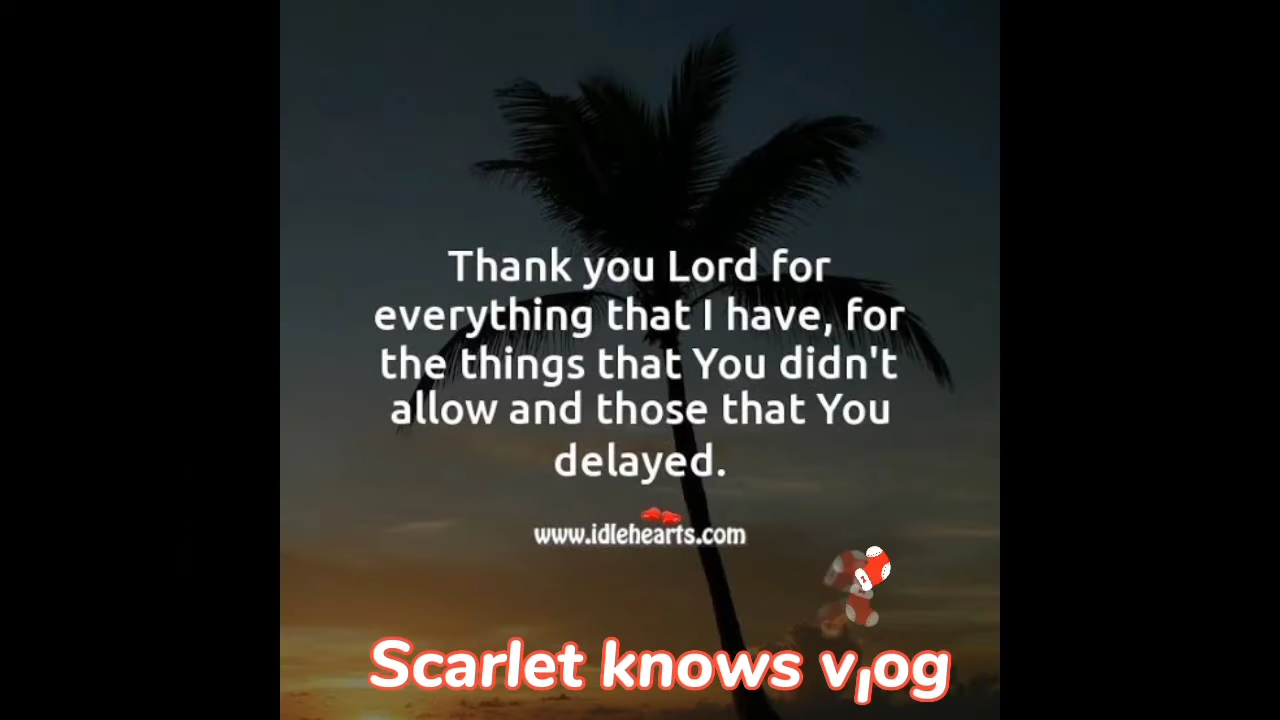 Thank you Lord for
everything that I have, for
the things that You didn't
allow and those that You
delayed.
www.idlehearts.com
Scarlet knows vlog